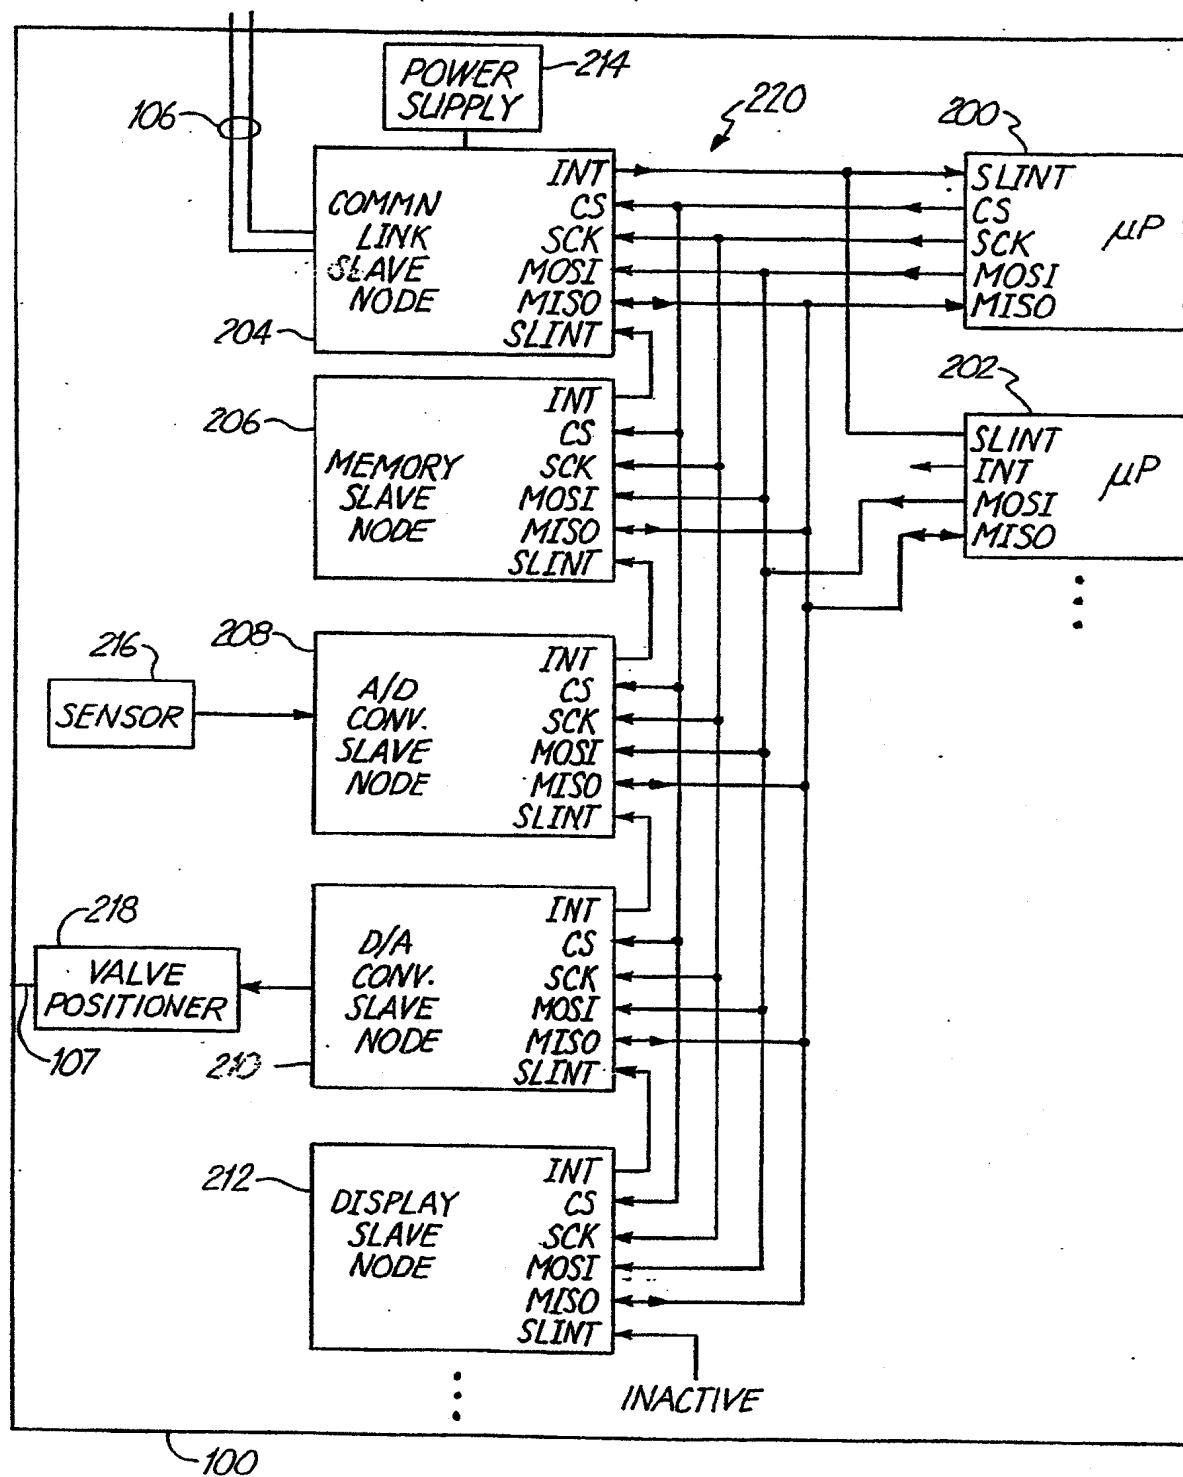 POWER
SUPPLY
214
106
220
200
COMMN
LINK
SLAVE
NODE
INT
CS
SCK
MOSI
MISO
SLINT
204
SLINT
CS
SCK
MOSI
MISO
μP
202
206
MEMORY
SLAVE
NODE
INT
CS
SCK
MOSI
MISO
SLINT
SLINT
INT
MOSI
MISO
μP
208
216
SENSOR
A/D
CONV.
SLAVE
NODE
INT
CS
SCK
MOSI
MISO
SLINT
218
VALVE
POSITIONER
107
D/A
CONV.
SLAVE
NODE
210
INT
CS
SCK
MOSI
MISO
SLINT
212
DISPLAY
SLAVE
NODE
INT
CS
SCK
MOSI
MISO
SLINT
INACTIVE
100